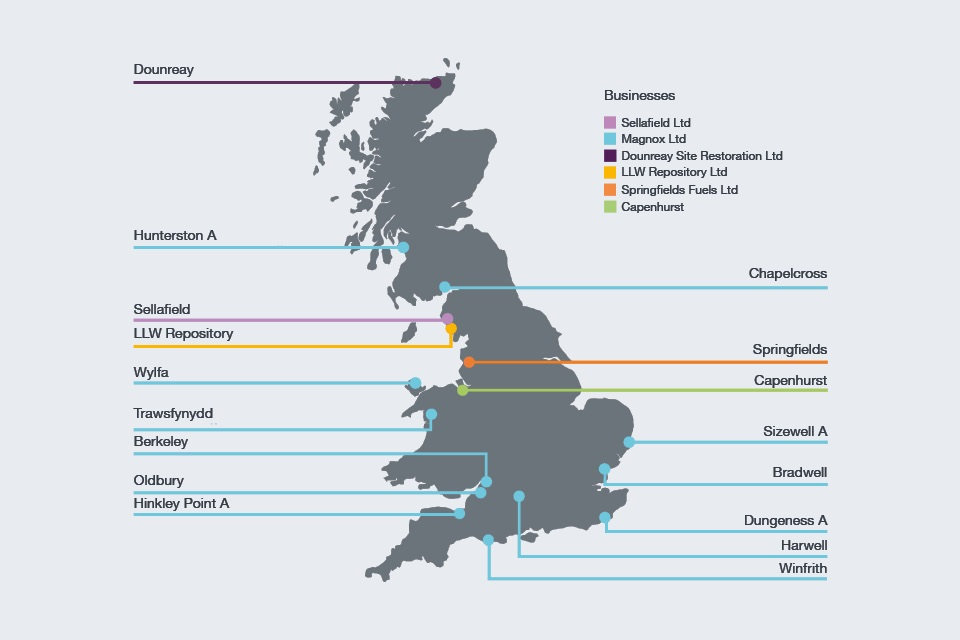 Dounreay
Businesses
Sellafield Ltd
Magnox Ltd
Dounreay Site Restoration Ltd
LLW Repository Ltd
Springfields Fuels Ltd
Capenhurst
Hunterston A
Chapelcross
Sellafield
LLW Repository
Springfields
Wylfa
Capenhurst
Trawsfynydd
Sizewell A
Berkeley
Bradwell
Oldbury
Hinkley Point A
Dungeness A
Harwell
Winfrith